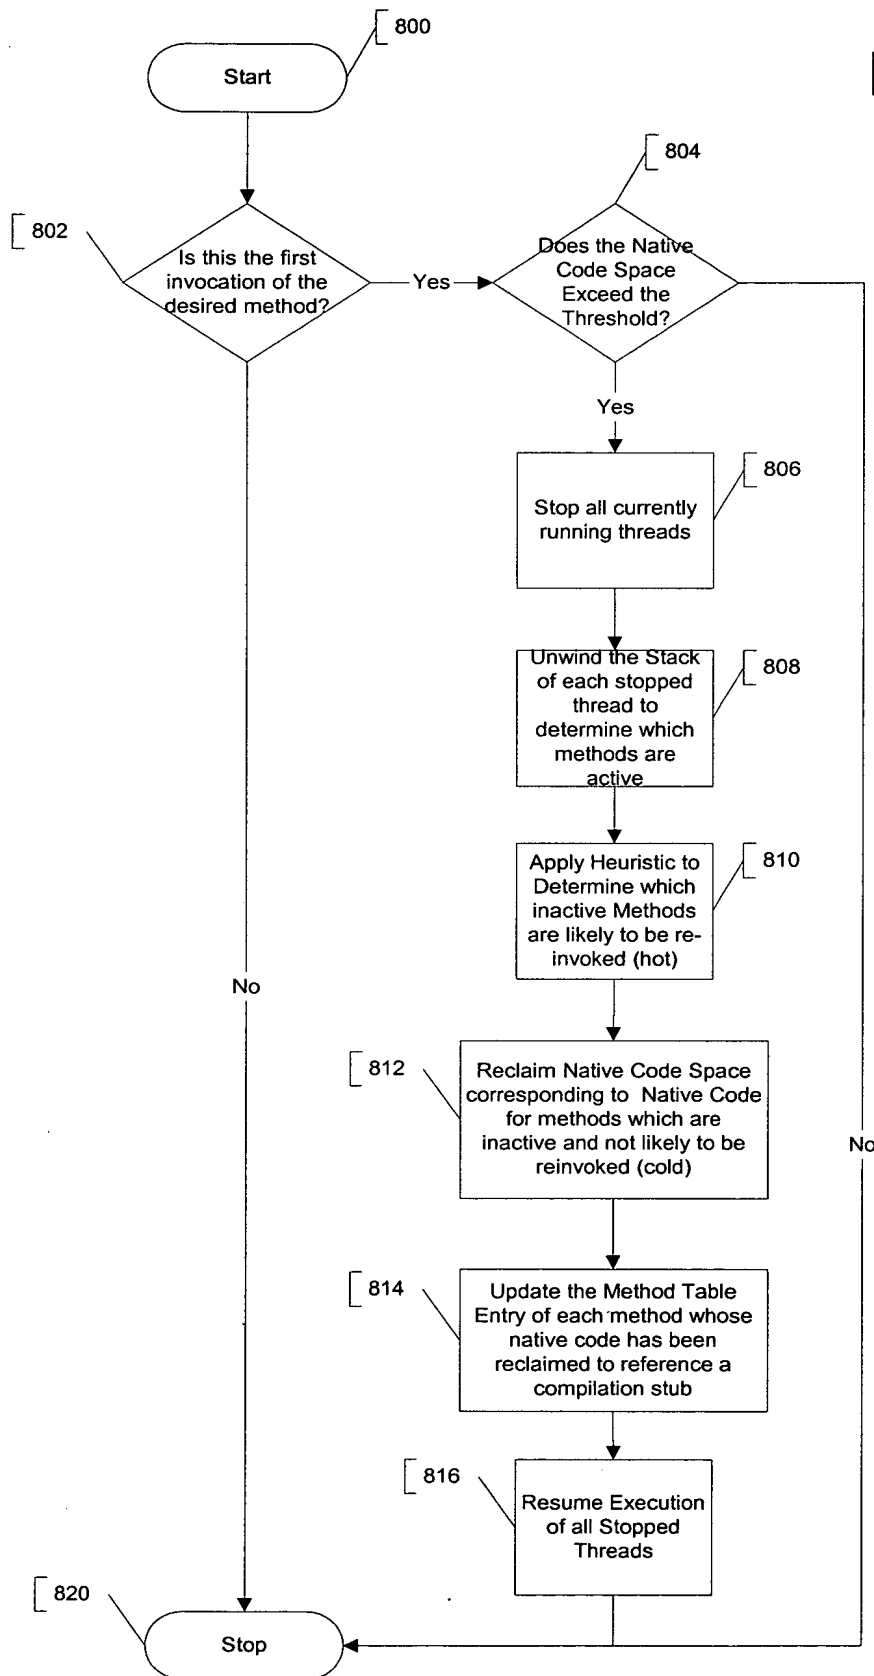 800
Start
804
802
Is this the first
invocation of the
desired method?
Yes
Does the Native
Code Space
Exceed the
Threshold?
Yes
806
Stop all currently
running threads
808
Unwind the Stack
of each stopped
thread to
determine which
methods are
active
810
Apply Heuristic to
Determine which
inactive Methods
are likely to be re-
invoked (hot)
No
812
Reclaim Native Code Space
corresponding to Native Code
for methods which are
inactive and not likely to be
reinvoked (cold)
No
814
Update the Method Table
Entry of each method whose
native code has been
reclaimed to reference a
compilation stub
816
Resume Execution
of all Stopped
Threads
820
Stop